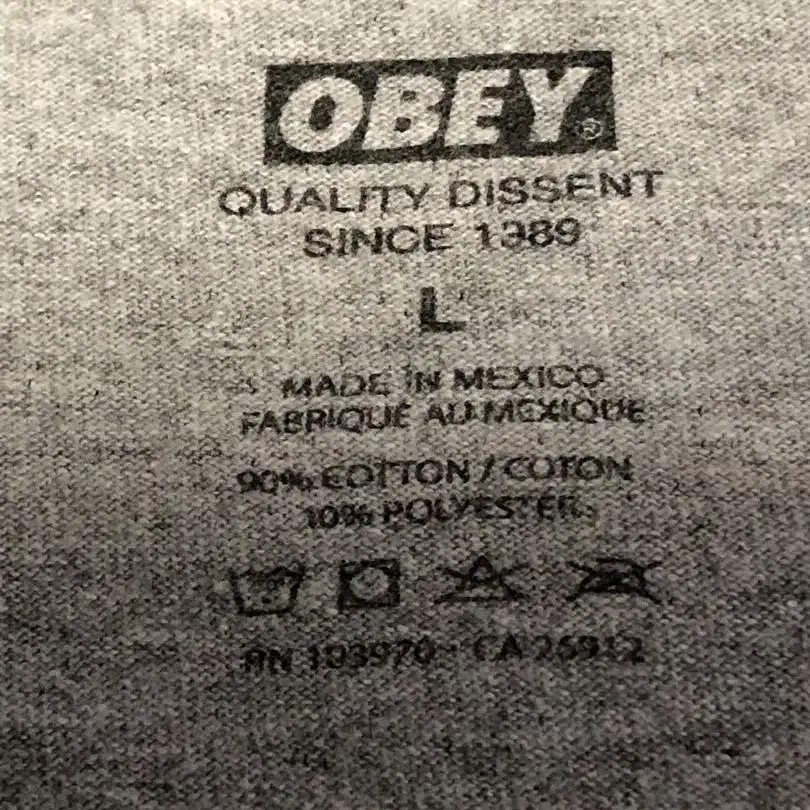 OBEY®
QUALITY DISSENT
SINCE 1989
L
MADE IN MEXICO
FABRIQUÉ AU MEXIQUE
90% COTTON / COTON
10% POLYESTER
RN 103970 - CA 26912